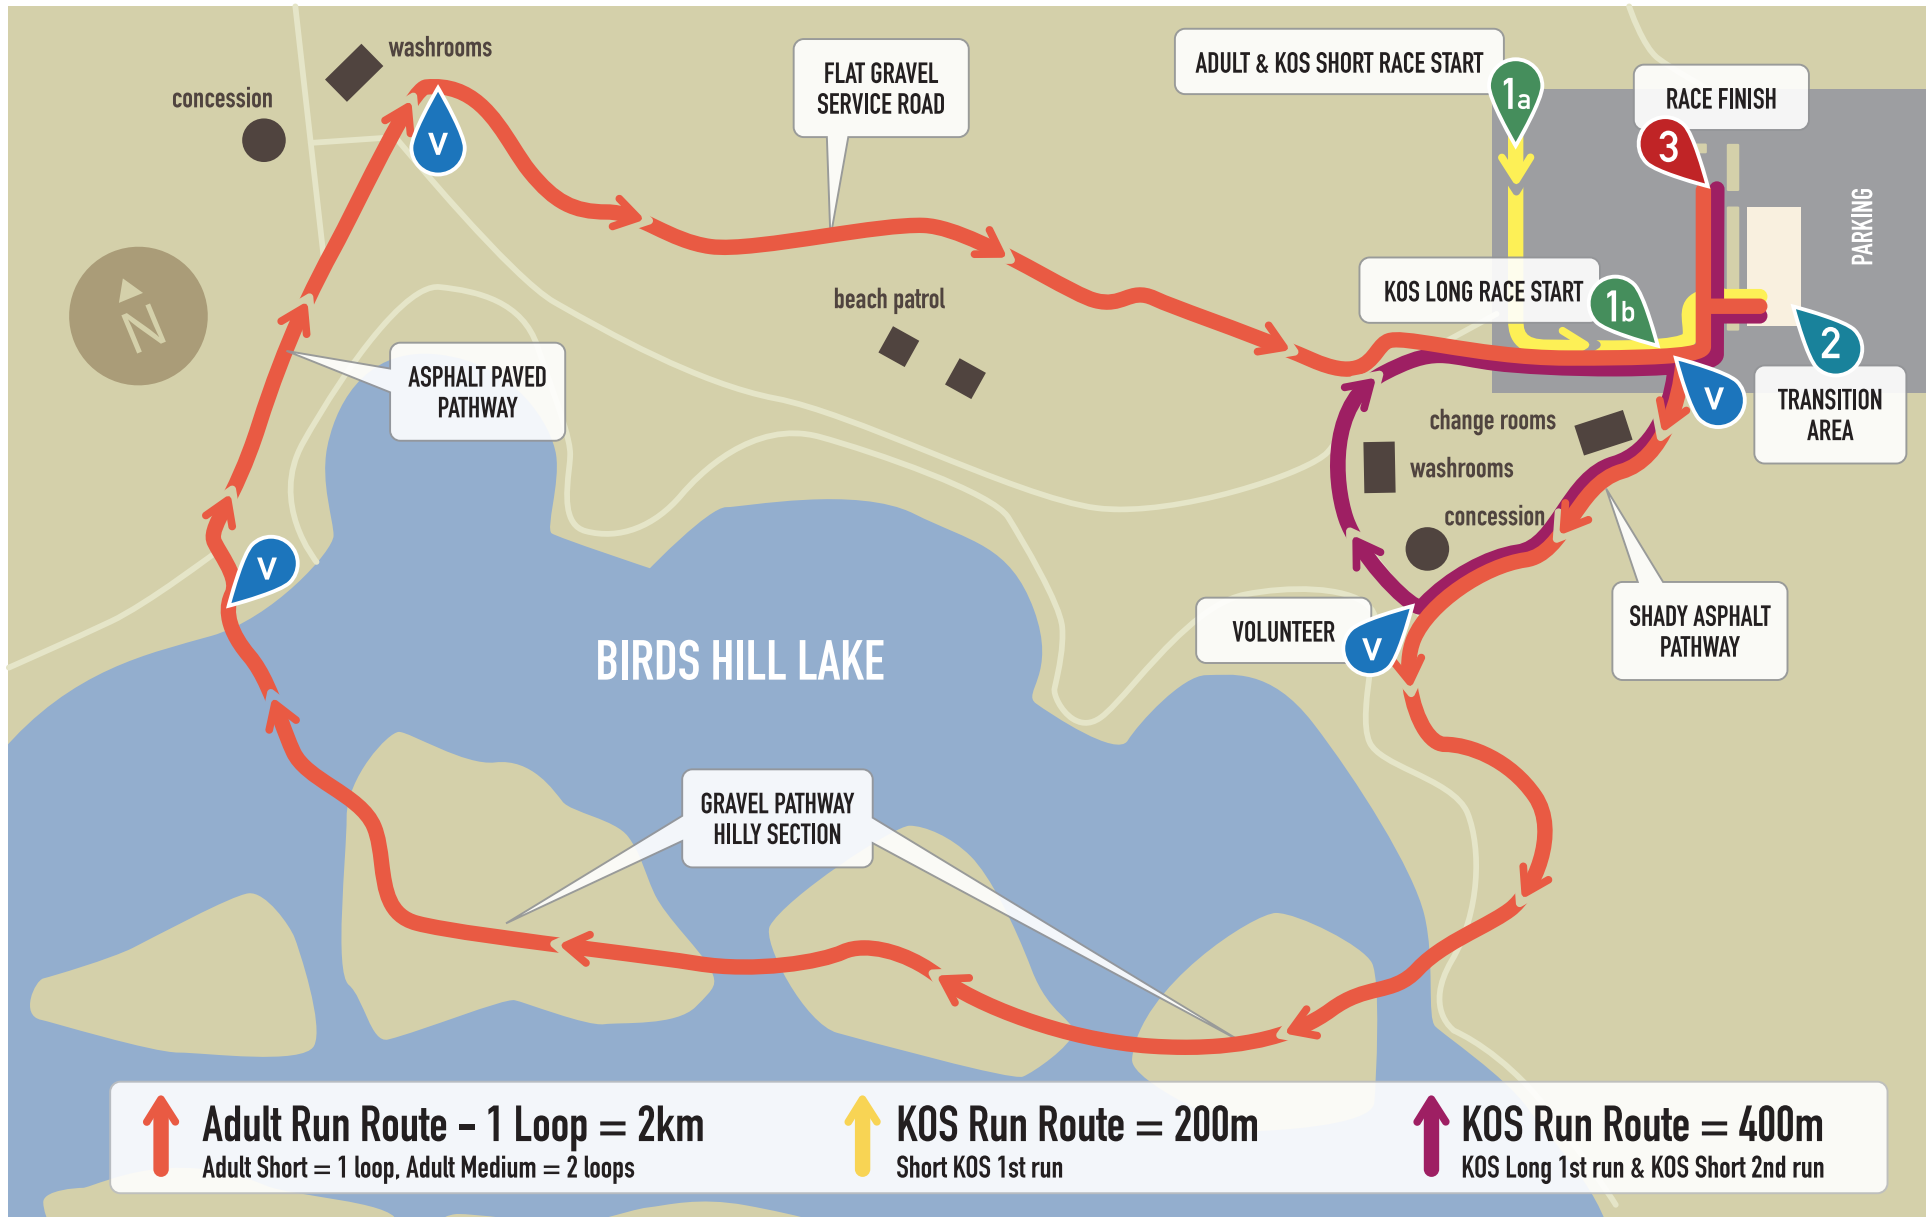 washrooms
concession
V
FLAT GRAVEL
SERVICE ROAD
ADULT & KOS SHORT RACE START
1a
RACE FINISH
3
PARKING
N
beach patrol
KOS LONG RACE START
1b
2
TRANSITION
AREA
V
ASPHALT PAVED
PATHWAY
change rooms
washrooms
concession
V
SHADY ASPHALT
PATHWAY
VOLUNTEER
V
BIRDS HILL LAKE
GRAVEL PATHWAY
HILLY SECTION
Adult Run Route - 1 Loop = 2km
Adult Short = 1 loop, Adult Medium = 2 loops
KOS Run Route = 200m
Short KOS 1st run
KOS Run Route = 400m
KOS Long 1st run & KOS Short 2nd run